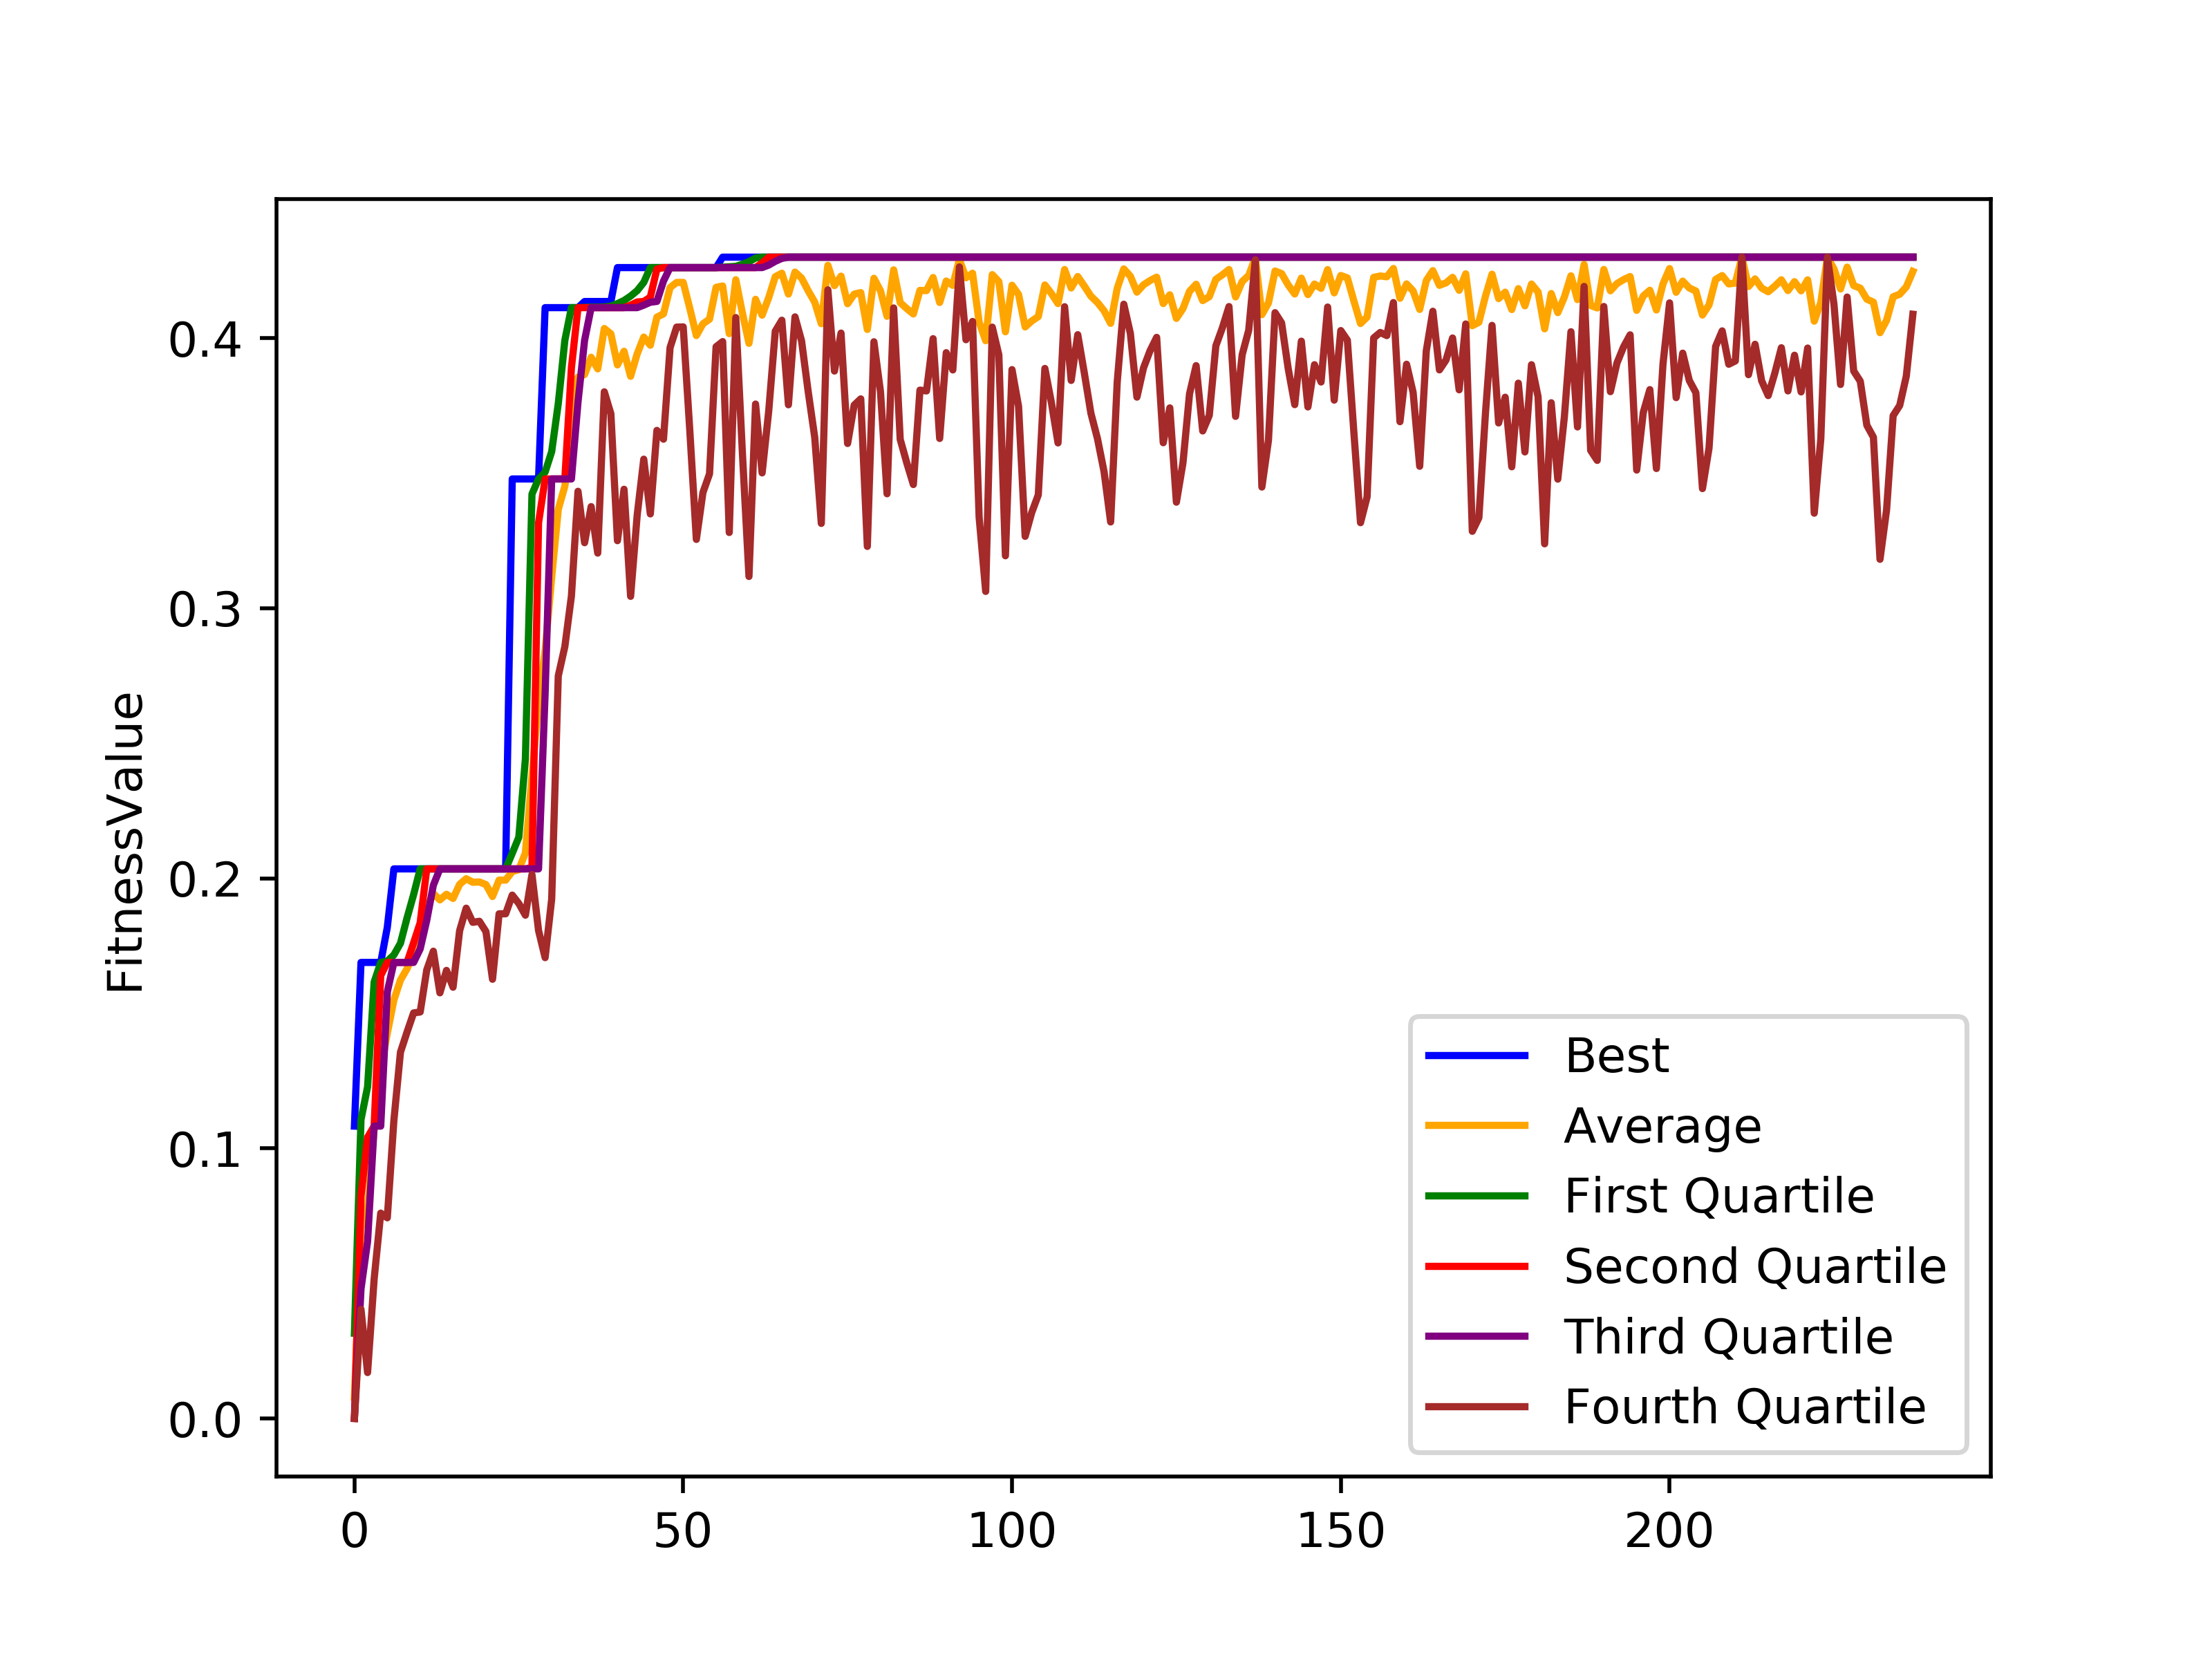 FitnessValue
0.4
0.3
0.2
0.1
0.0
0 50 100 150 200
Best
Average
First Quartile
Second Quartile
Third Quartile
Fourth Quartile